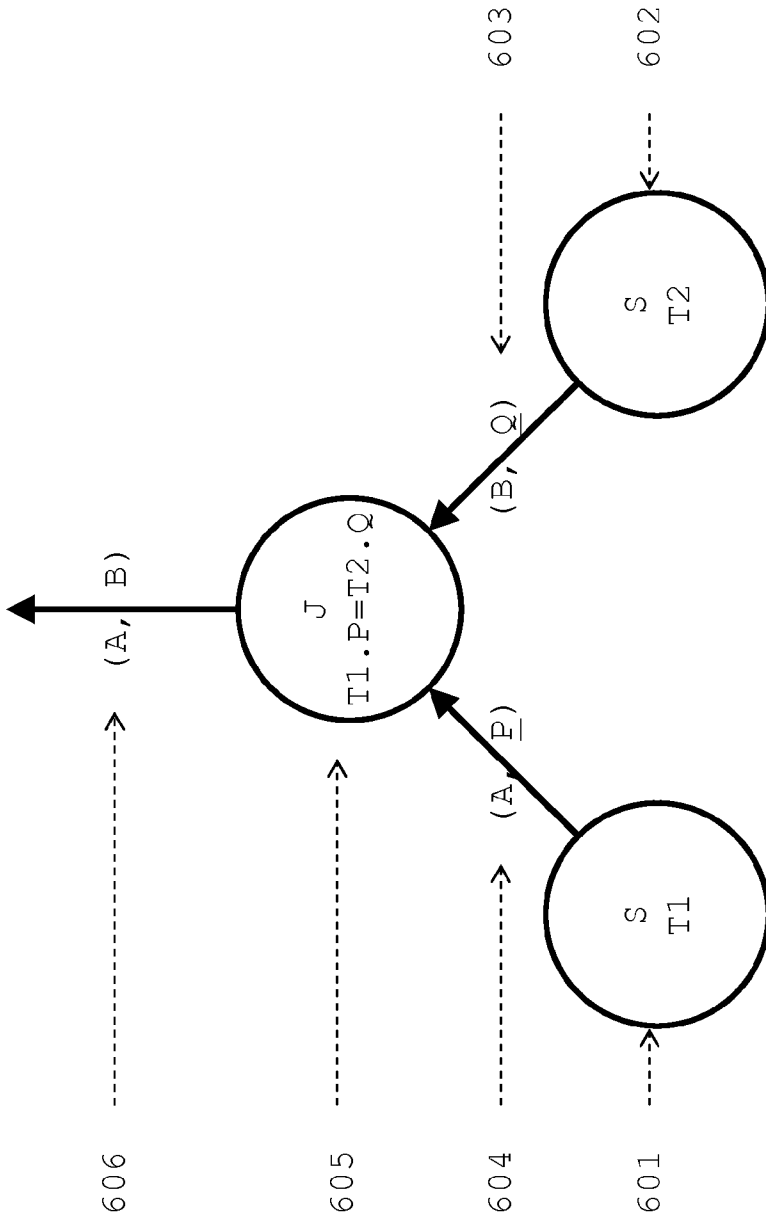 (A, B)
606
J
T1.P=T2.Q
605
(A, P)
604
(B, Q)
603
S
T1
601
S
T2
602